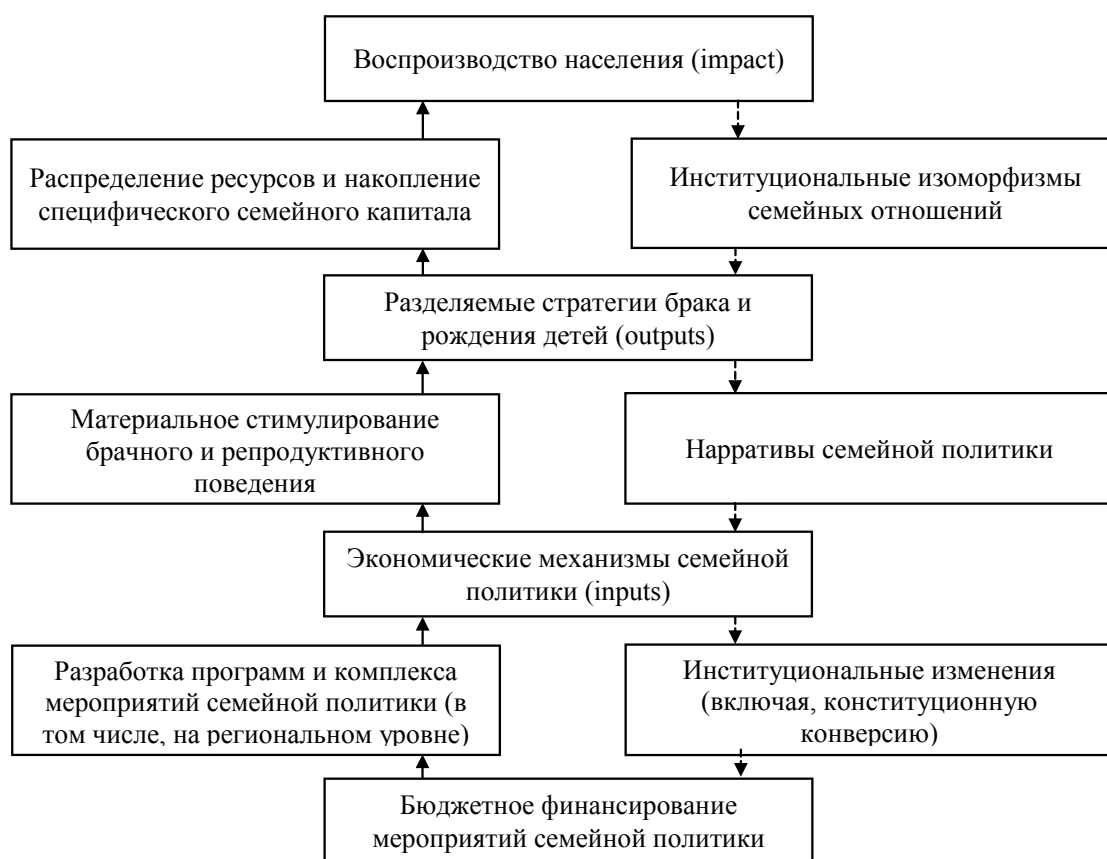 Воспроизводство населения (impact)
Распределение ресурсов и накопление
специфического семейного капитала
Институциональные изоморфизмы
семейных отношений
Разделяемые стратегии брака и
рождения детей (outputs)
Материальное стимулирование
брачного и репродуктивного
поведения
Нарративы семейной политики
Экономические механизмы семейной
политики (inputs)
Разработка программ и комплекса
мероприятий семейной политики (в
том числе, на региональном уровне)
Институциональные изменения
(включая, конституционную
конверсию)
Бюджетное финансирование
мероприятий семейной политики